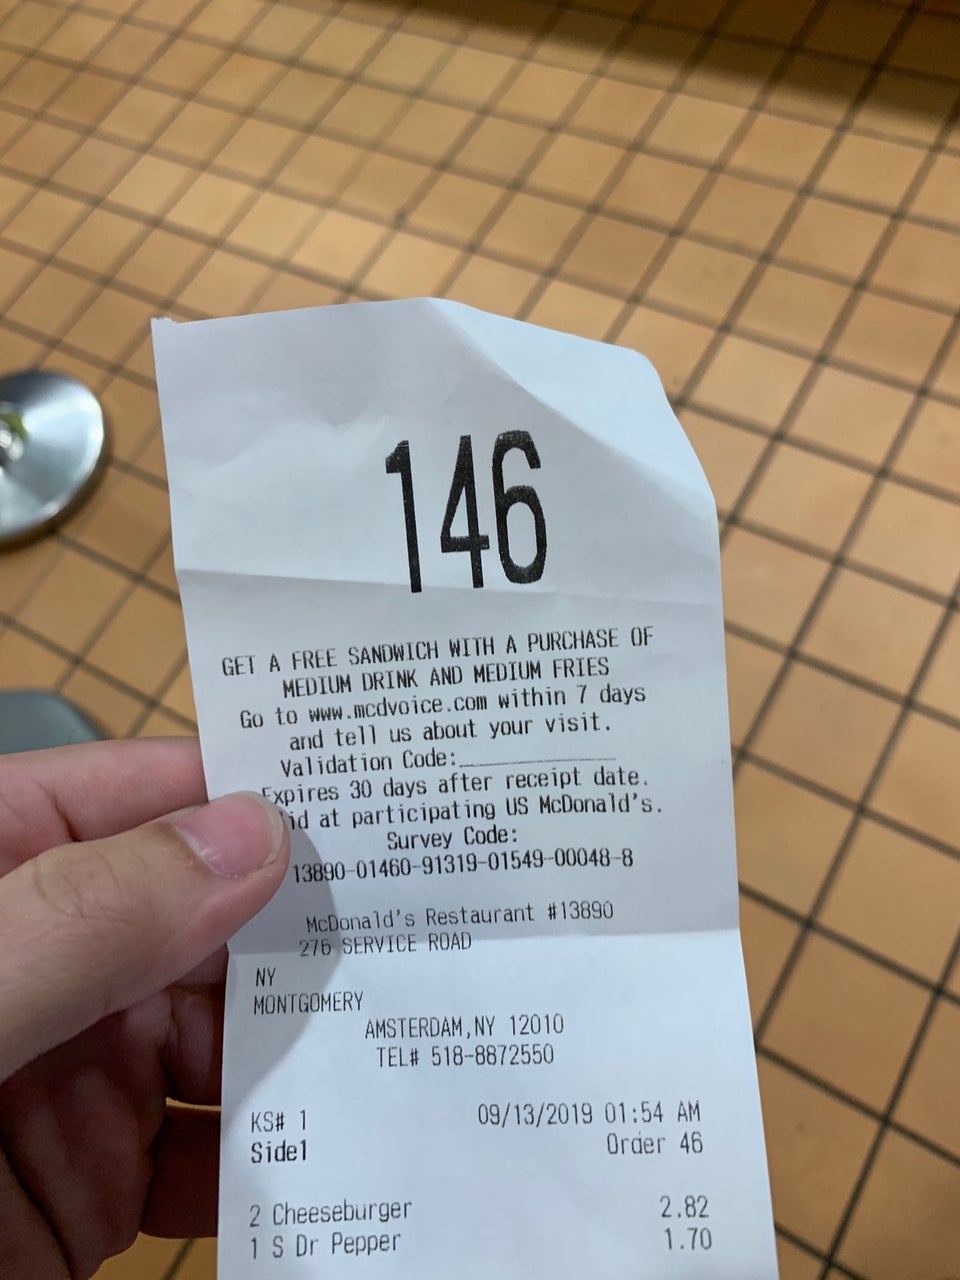 146
GET A FREE SANDWICH WITH A PURCHASE OF
MEDIUM DRINK AND MEDIUM FRIES
Go to www.mcdvoice.com within 7 days
and tell us about your visit.
Validation Code:______________
Expires 30 days after receipt date.
id at participating US McDonald's.
Survey Code:
13890-01460-91319-01549-00048-8
McDonald's Restaurant #13890
276 SERVICE ROAD
NY
MONTGOMERY
AMSTERDAM,NY 12010
TEL# 518-8872550
KS# 1 09/13/2019 01:54 AM
Side1 Order 46
2 Cheeseburger 2.82
1 S Dr Pepper 1.70